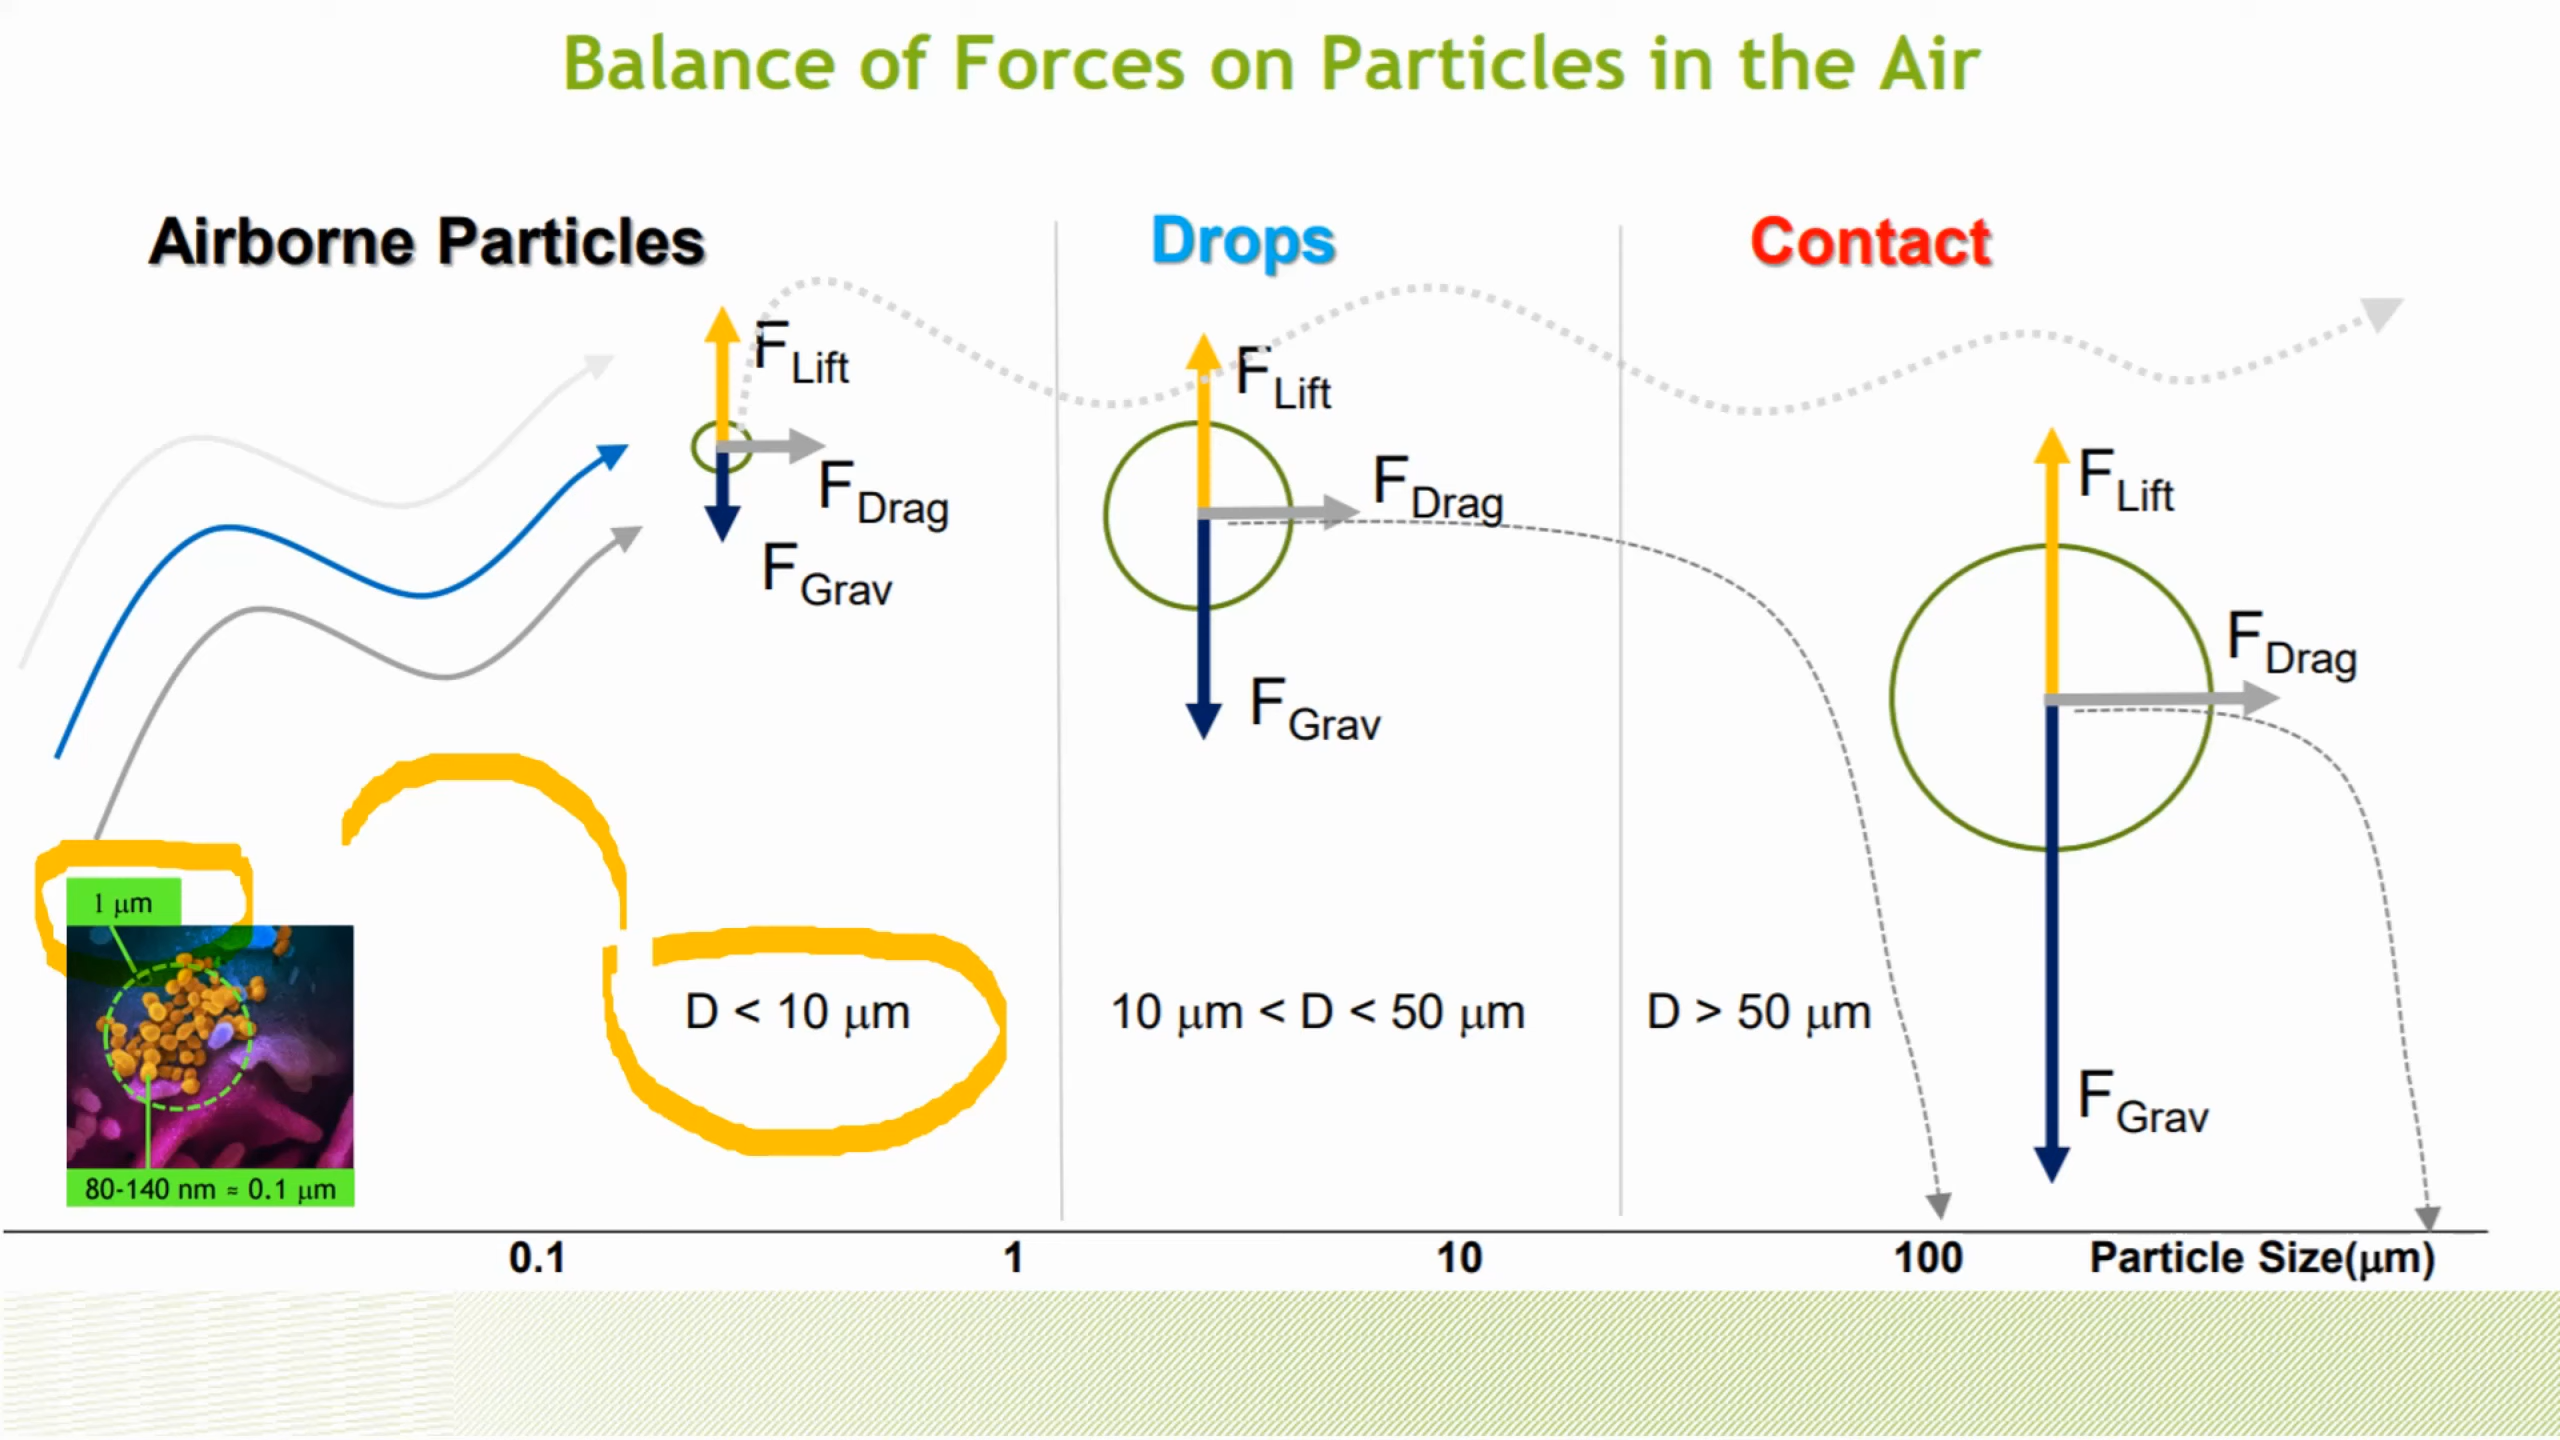 Balance of Forces on Particles in the Air
Airborne Particles
Drops
Contact
FLift
FDrag
FGrav
FLift
FDrag
FGrav
FLift
FDrag
FGrav
1 μm
80-140 nm ≈ 0.1 μm
D < 10 μm
10 μm < D < 50 μm
D > 50 μm
0.1
1
10
100
Particle Size(μm)